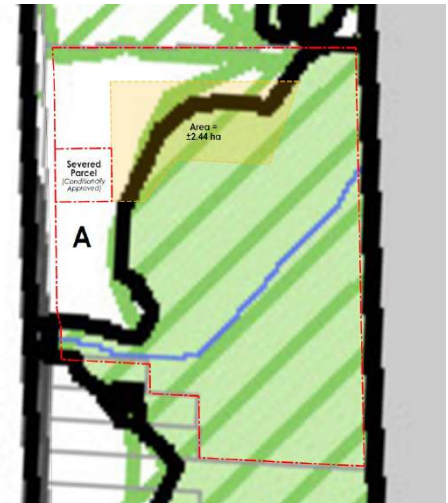 Area =
±2.44 ha
Severed
Parcel
(Conditionally
Approved)
A